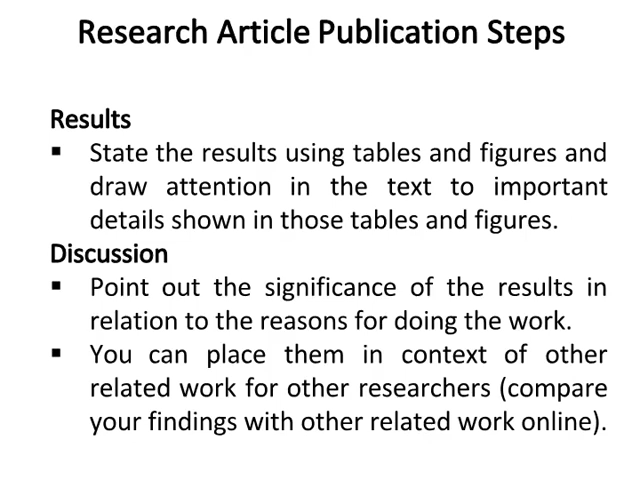 Research Article Publication Steps
Results
▪ State the results using tables and figures and
draw attention in the text to important
details shown in those tables and figures.
Discussion
▪ Point out the significance of the results in
relation to the reasons for doing the work.
▪ You can place them in context of other
related work for other researchers (compare
your findings with other related work online).